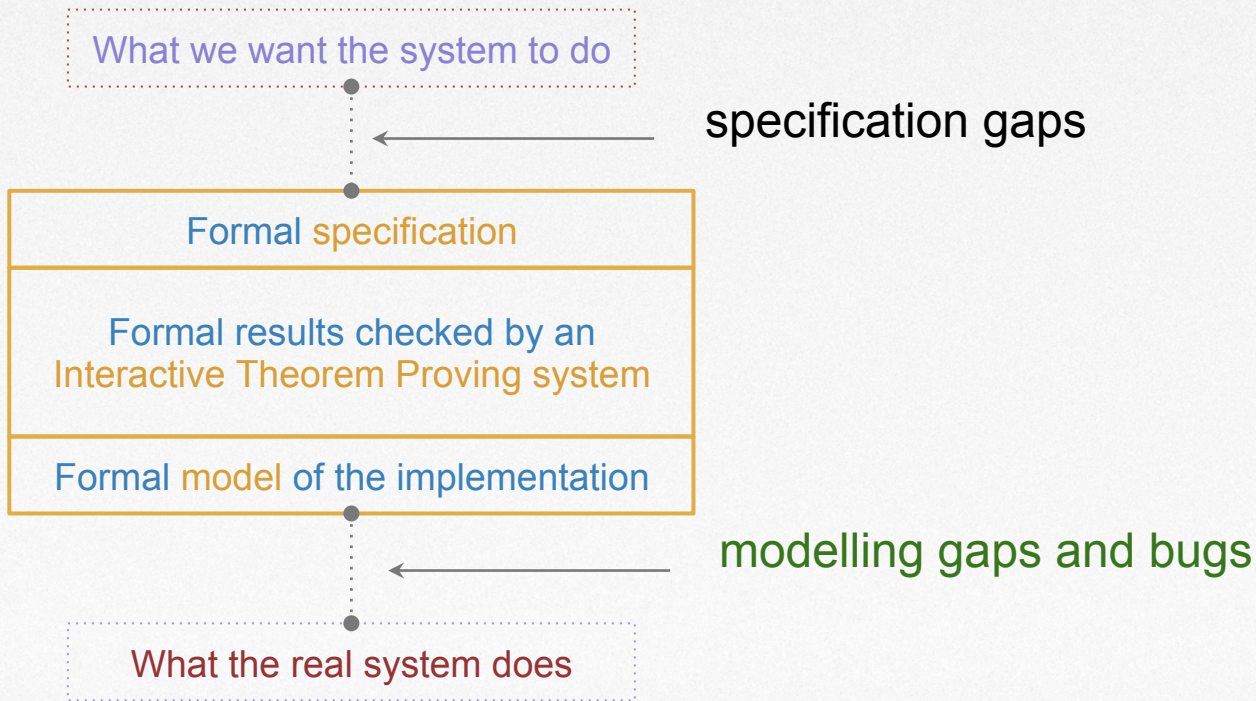 What we want the system to do
specification gaps
Formal specification
Formal results checked by an
Interactive Theorem Proving system
Formal model of the implementation
modelling gaps and bugs
What the real system does